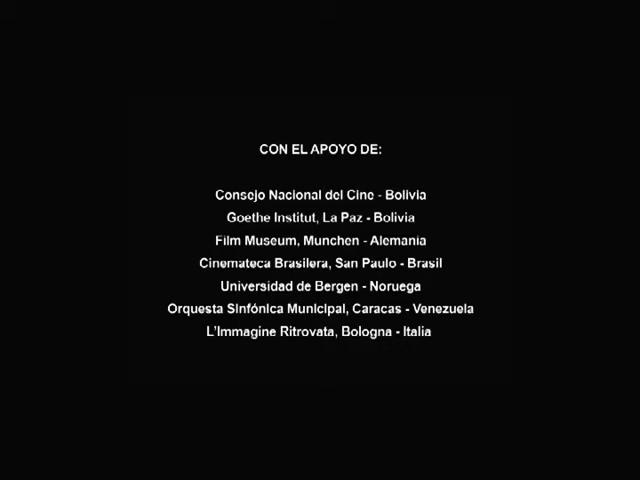 CON EL APOYO DE:
Consejo Nacional del Cine - Bolivia
Goethe Institut, La Paz - Bolivia
Film Museum, Munchen - Alemania
Cinemateca Brasilera, San Paulo - Brasil
Universidad de Bergen - Noruega
Orquesta Sinfónica Municipal, Caracas - Venezuela
L'Immagine Ritrovata, Bologna - Italia